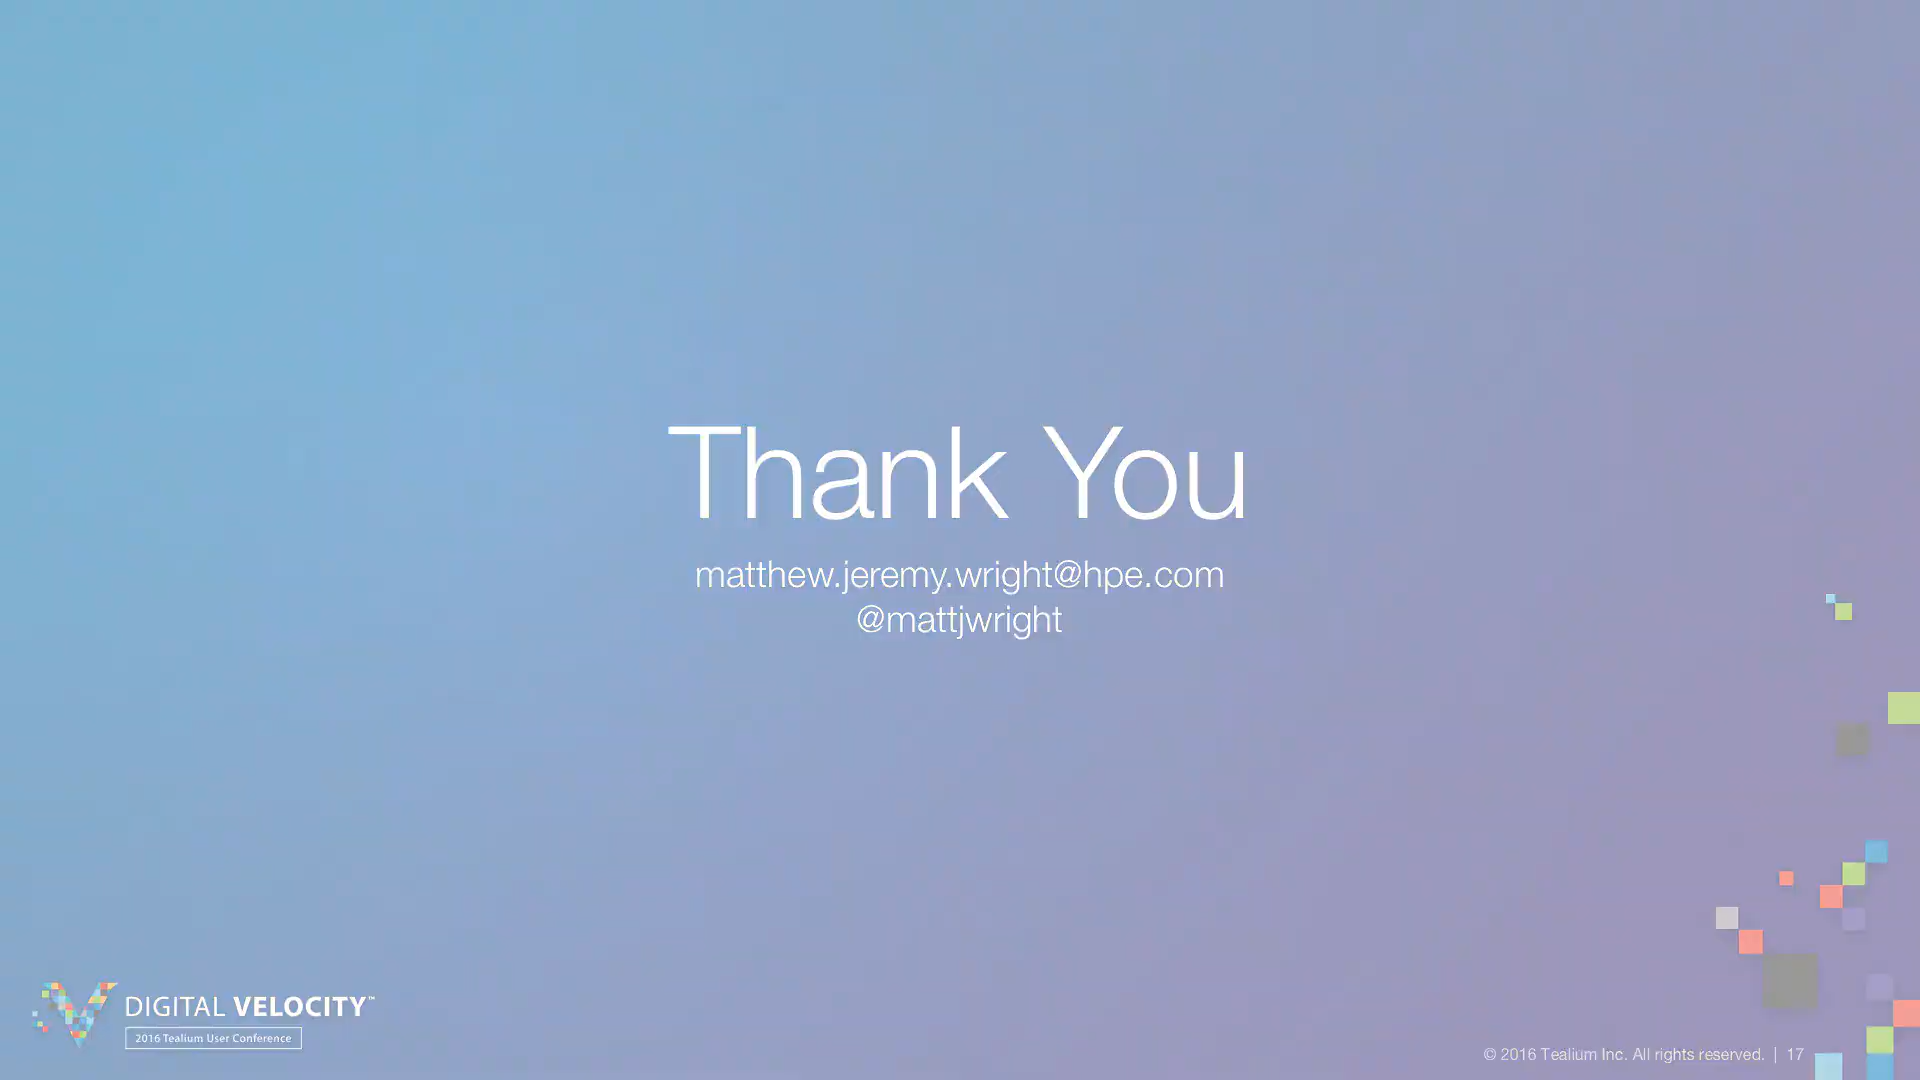 Thank You
matthew.jeremy.wright@hpe.com
@mattjwright
DIGITAL VELOCITY™
2016 Tealium User Conference
© 2016 Tealium Inc. All rights reserved. | 17